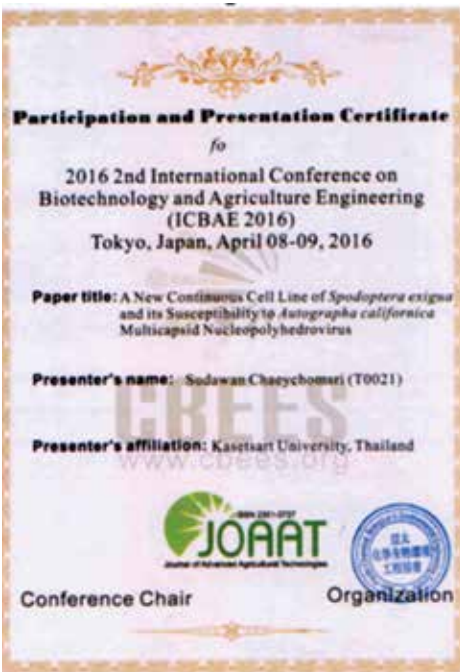 Participation and Presentation Certificate
fo
2016 2nd International Conference on
Biotechnology and Agriculture Engineering
(ICBAE 2016)
Tokyo, Japan, April 08-09, 2016
Paper title: A New Continuous Cell Line of Spodoptera exigua
and its Susceptibility to Autographa californica
Multicapsid Nucleopolyhedrovirus
Presenter's name: Sudawan Chaeychomsri (T0021)
CBEES
Presenter's affiliation: Kasetsart University, Thailand
www.cbees.org
JOAAT
Journal of Advanced Agricultural Technologies
Conference Chair
Organization